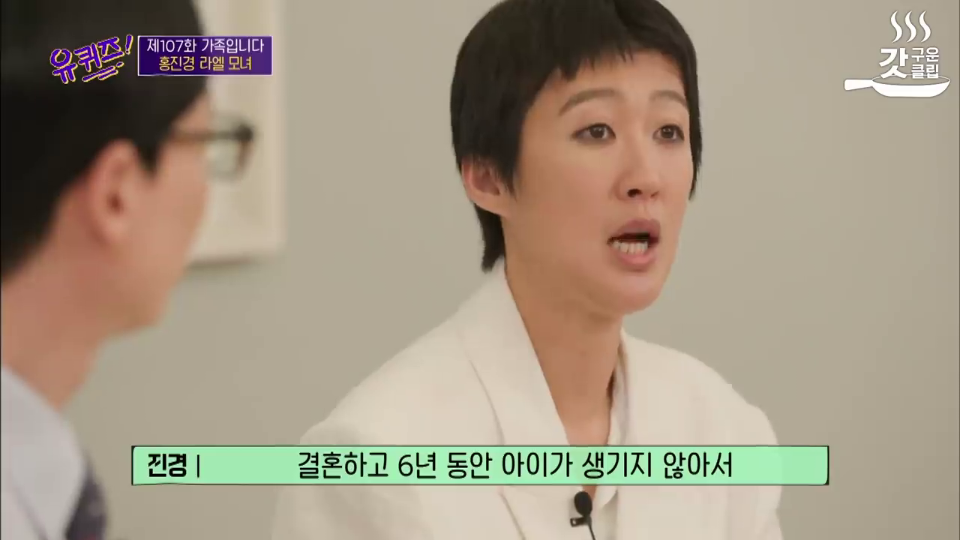 유퀴즈!
제107화 가족입니다
홍진경 라엘 모녀
갓 구운 클립
진경 | 결혼하고 6년 동안 아이가 생기지 않아서